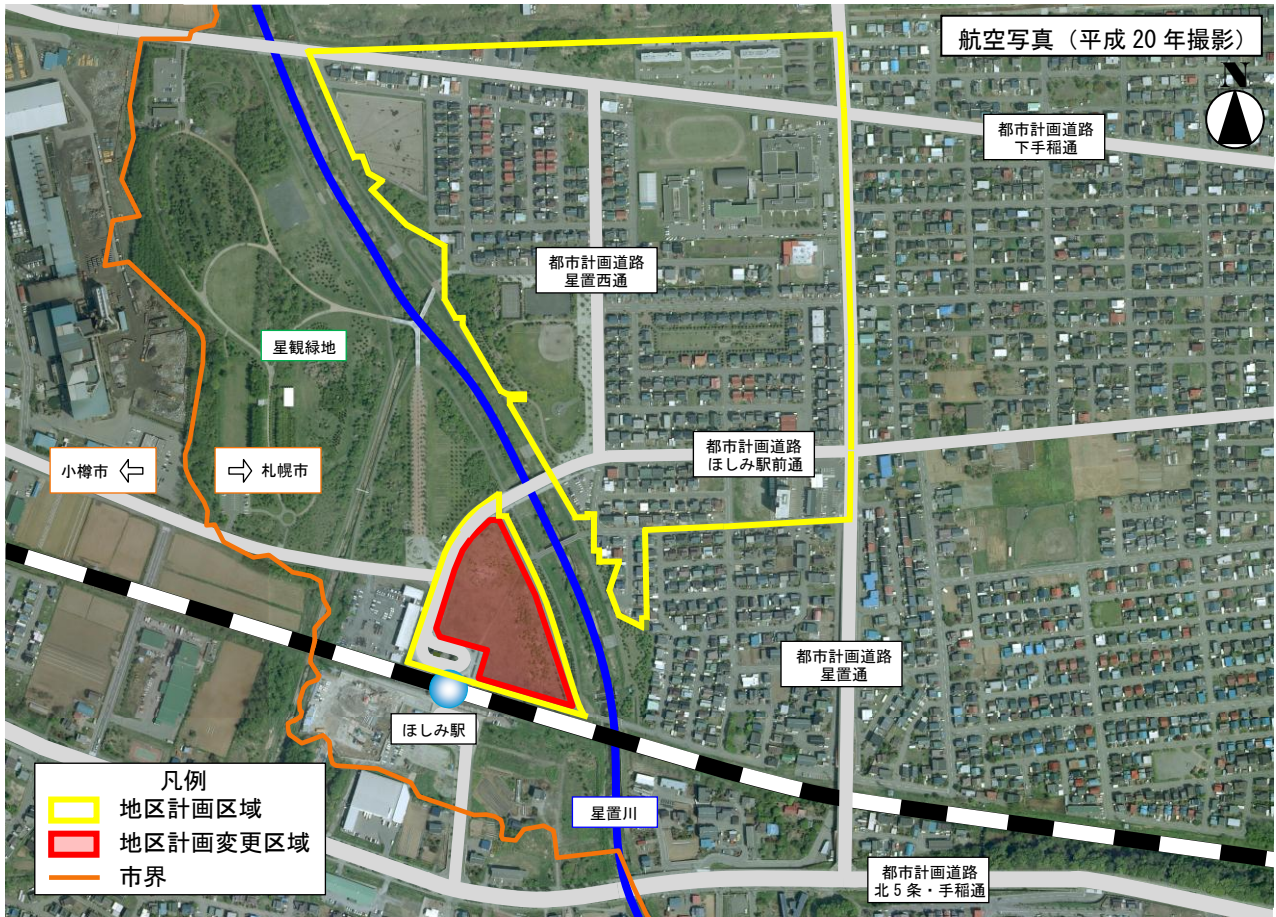 航空写真（平成20年撮影）
N
都市計画道路
下手稲通
都市計画道路
星置西通
星観緑地
都市計画道路
ほしみ駅前通
小樽市
札幌市
都市計画道路
星置通
ほしみ駅
凡例
地区計画区域
地区計画変更区域
市界
星置川
都市計画道路
北5条・手稲通